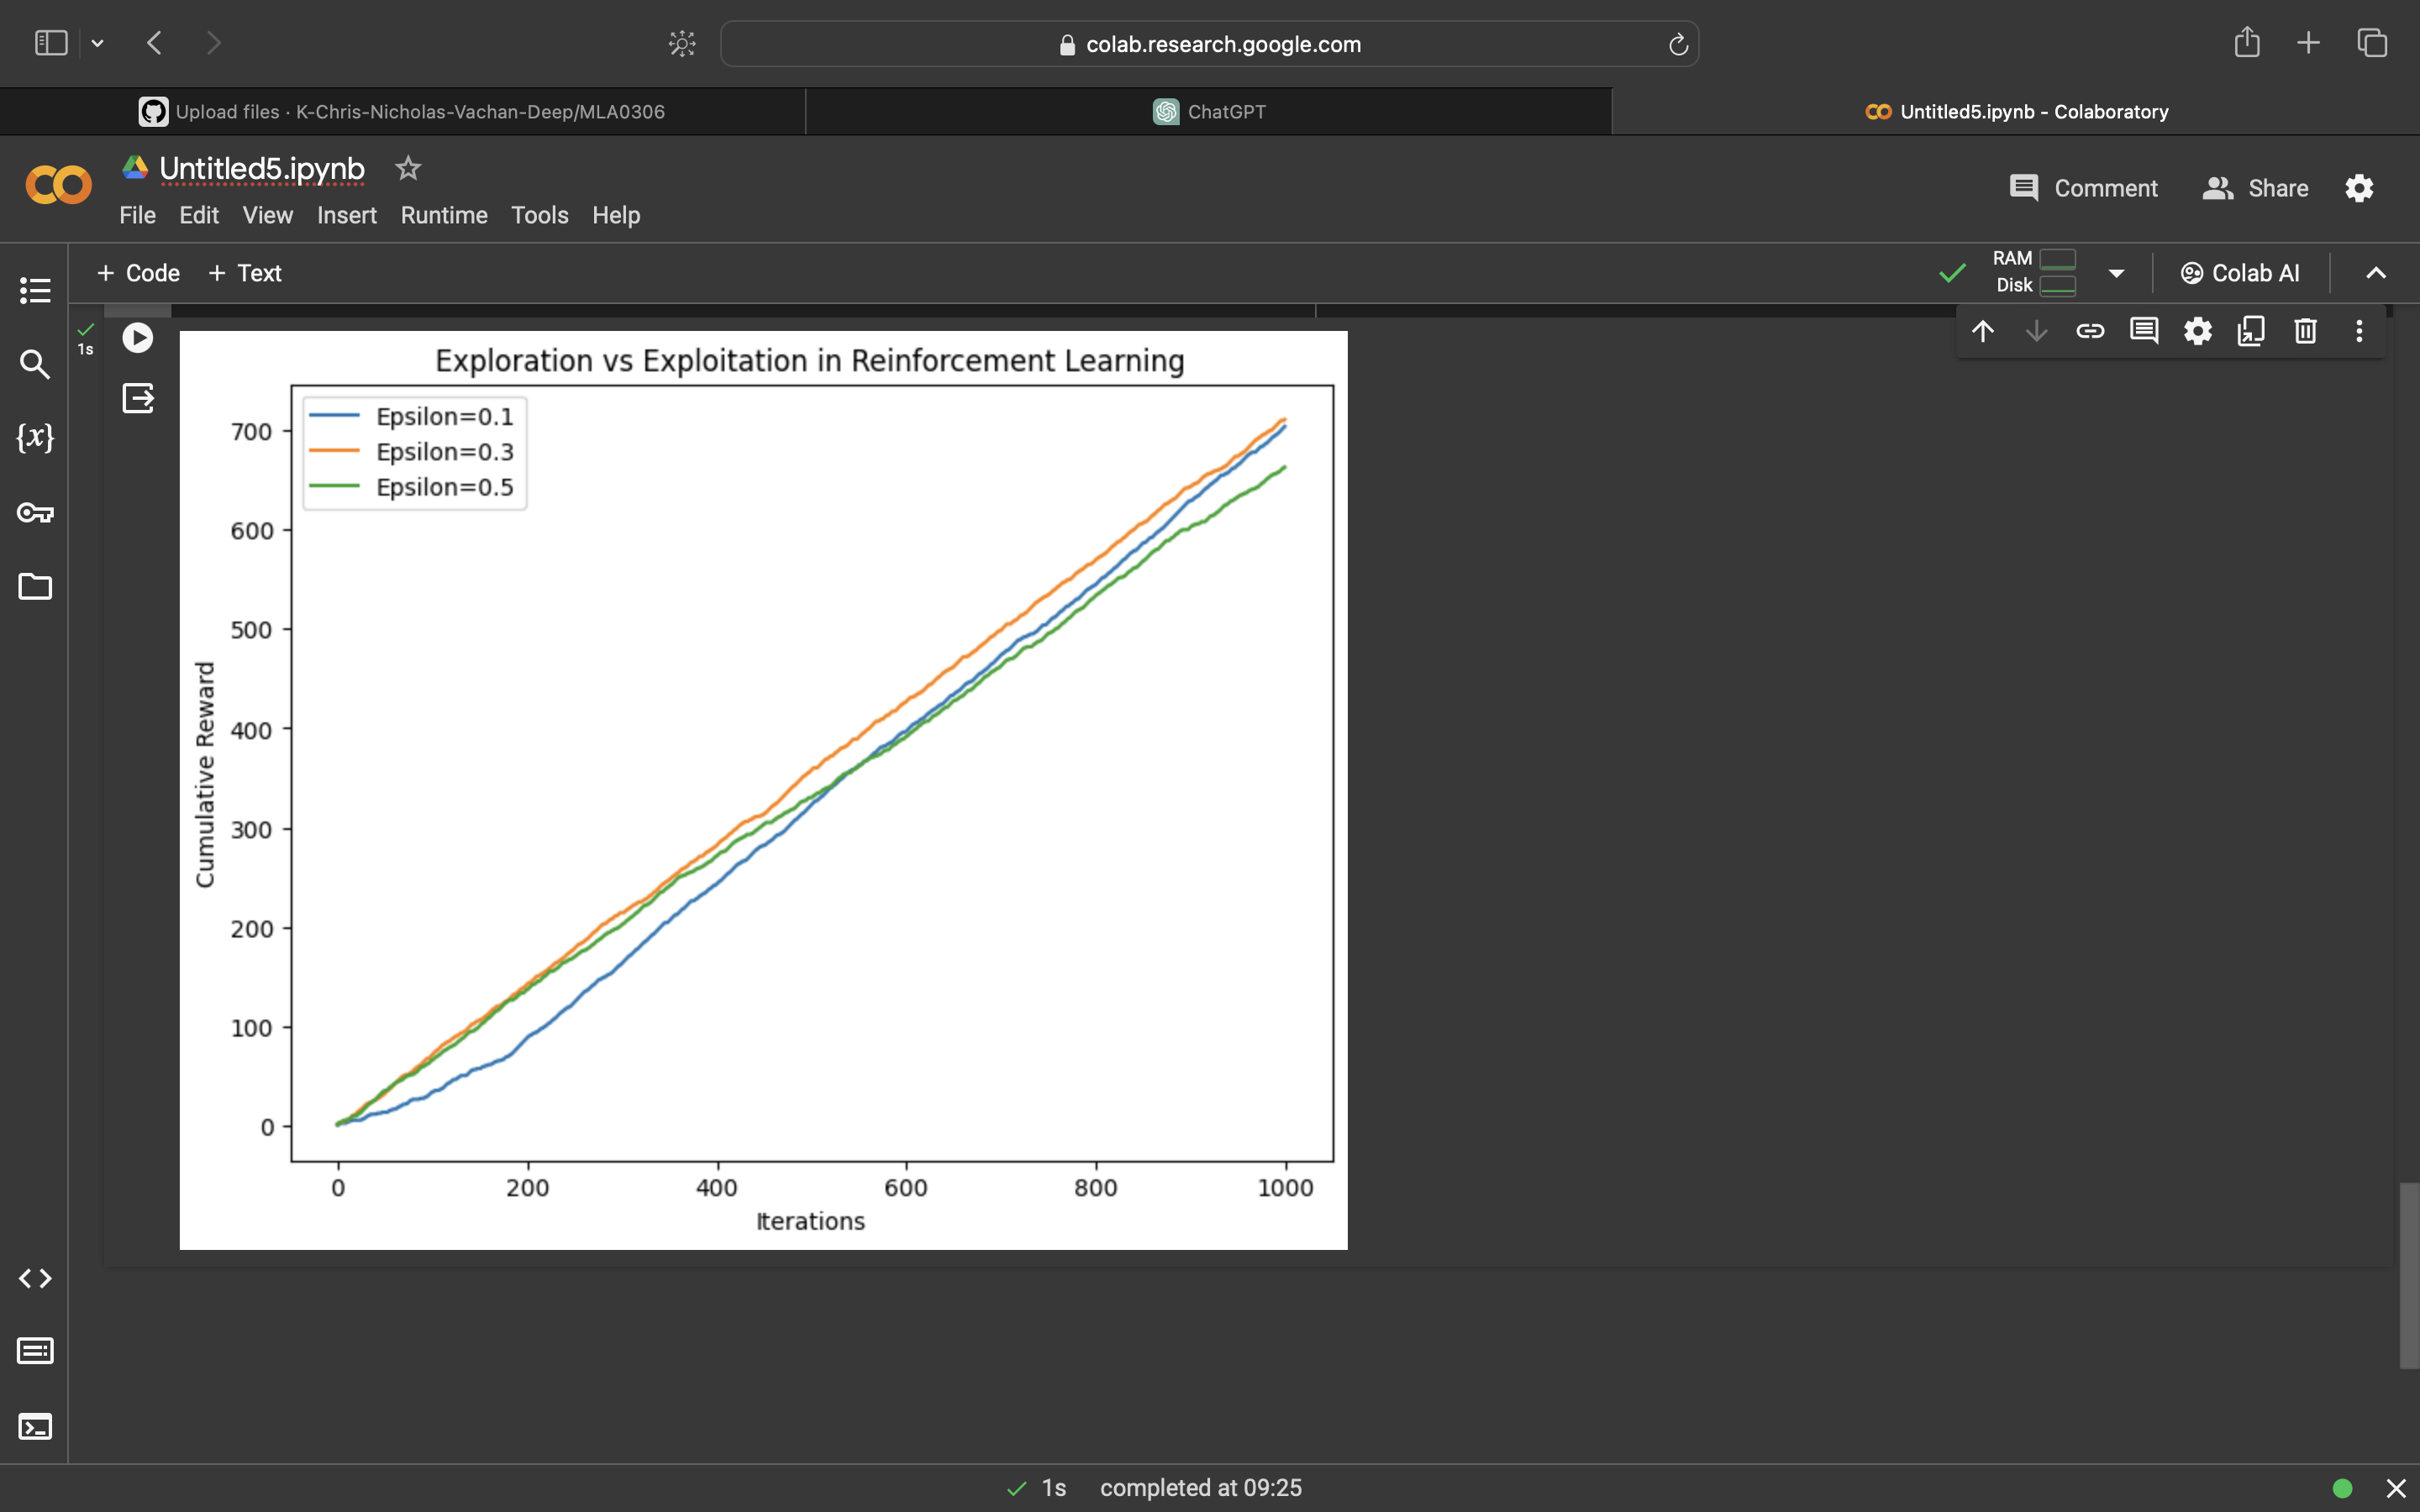 colab.research.google.com
Upload files · K-Chris-Nicholas-Vachan-Deep/MLA0306
ChatGPT
Untitled5.ipynb - Colaboratory
Untitled5.ipynb
Comment
Share
File Edit View Insert Runtime Tools Help
+ Code + Text
RAM
Disk
Colab AI
1s
{x}
Exploration vs Exploitation in Reinforcement Learning
Epsilon=0.1
Epsilon=0.3
Epsilon=0.5
700
600
500
400
300
200
100
0
Cumulative Reward
0 200 400 600 800 1000
Iterations
1s completed at 09:25